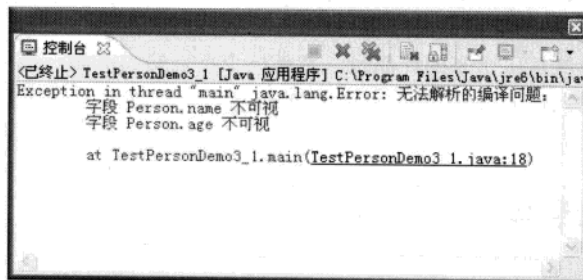 控制台
<已终止> TestPersonDemo3_1 [Java 应用程序] C:\Program Files\Java\jre6\bin\jav
Exception in thread "main" java.lang.Error: 无法解析的编译问题:
字段 Person.name 不可视
字段 Person.age 不可视
at TestPersonDemo3_1.main(TestPersonDemo3_1.java:18)